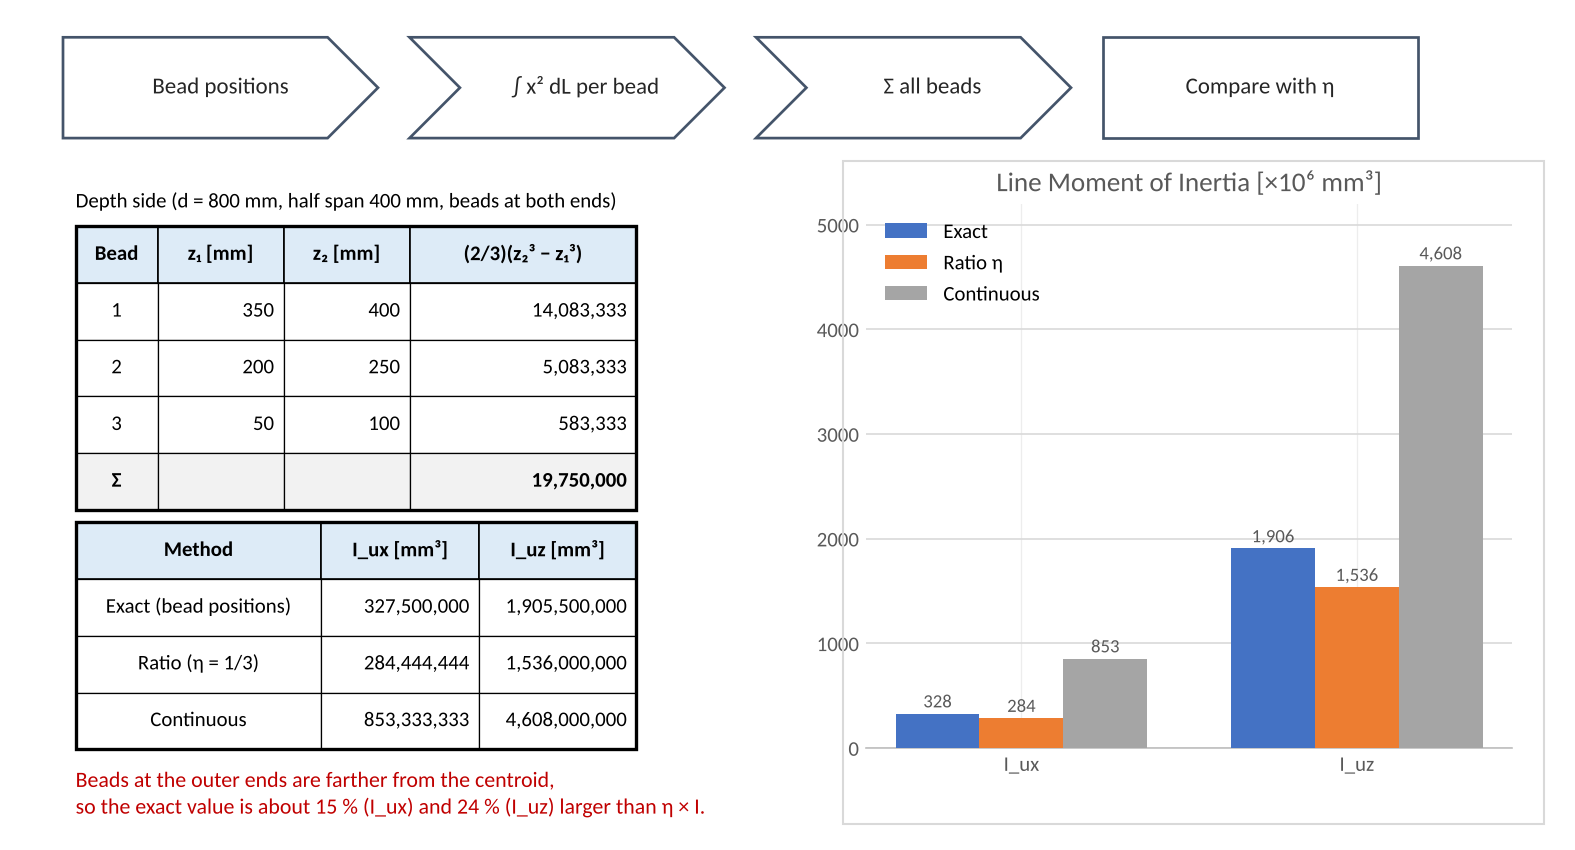 Bead positions
∫ x² dL per bead
Σ all beads
Compare with η
Depth side (d = 800 mm, half span 400 mm, beads at both ends)
Bead z₁ [mm] z₂ [mm] (2/3)(z₂³ − z₁³)
1 350 400 14,083,333
2 200 250 5,083,333
3 50 100 583,333
Σ 19,750,000
Method I_ux [mm³] I_uz [mm³]
Exact (bead positions) 327,500,000 1,905,500,000
Ratio (η = 1/3) 284,444,444 1,536,000,000
Continuous 853,333,333 4,608,000,000
Beads at the outer ends are farther from the centroid,
so the exact value is about 15 % (I_ux) and 24 % (I_uz) larger than η × I.
Line Moment of Inertia [×10⁶ mm³]
Exact
Ratio η
Continuous
5000
4000
3000
2000
1000
0
328
284
853
1,906
1,536
4,608
I_ux
I_uz